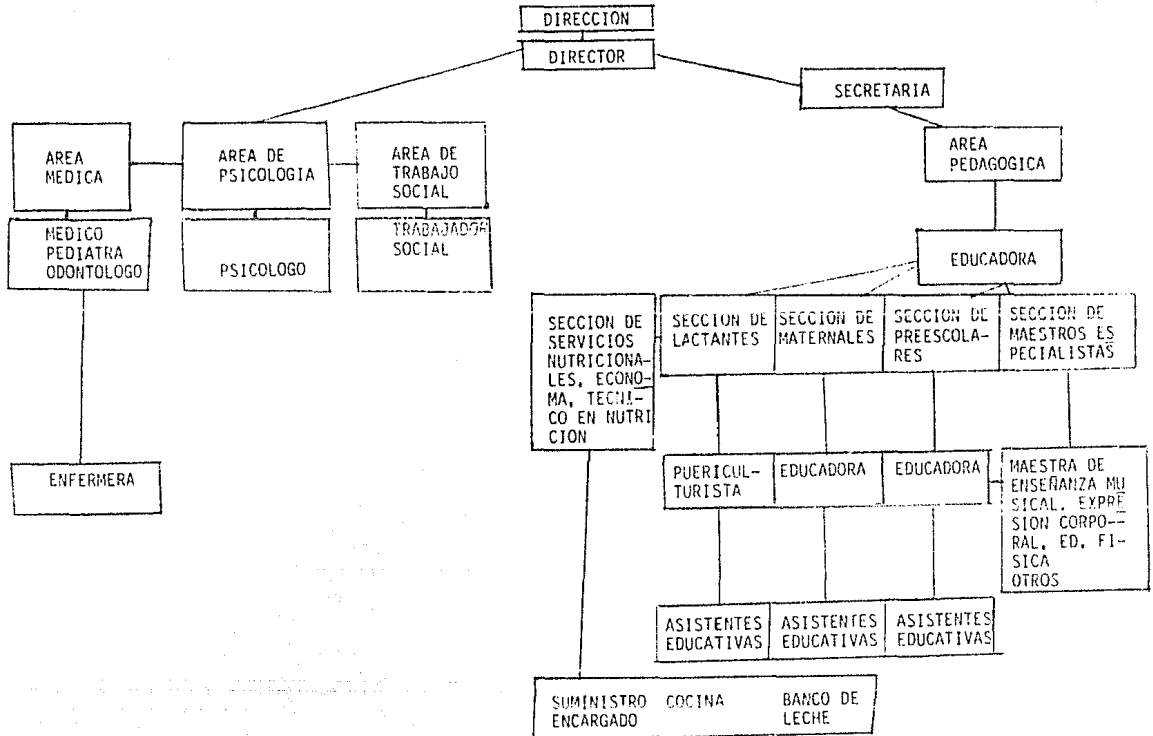 DIRECCION
DIRECTOR
SECRETARIA
AREA
MEDICA
AREA DE
PSICOLOGIA
AREA DE
TRABAJO
SOCIAL
AREA
PEDAGOGICA
MEDICO
PEDIATRA
ODONTOLOGO
PSICOLOGO
TRABAJADOR
SOCIAL
EDUCADORA
SECCION DE
SERVICIOS
NUTRICIONA-
LES, ECONO-
MA, TECNI-
CO EN NUTRI
CION
SECCION DE
LACTANTES
SECCION DE
MATERNALES
SECCION DE
PREESCOLA-
RES
SECCION DE
MAESTROS ES
PECIALISTAS
ENFERMERA
PUERICUL-
TURISTA
EDUCADORA
EDUCADORA
MAESTRA DE
ENSEÑANZA MU
SICAL, EXPRE
SION CORPO--
RAL, ED. FI-
SICA
OTROS
ASISTENTES
EDUCATIVAS
ASISTENTES
EDUCATIVAS
ASISTENTES
EDUCATIVAS
SUMINISTRO COCINA BANCO DE
ENCARGADO LECHE